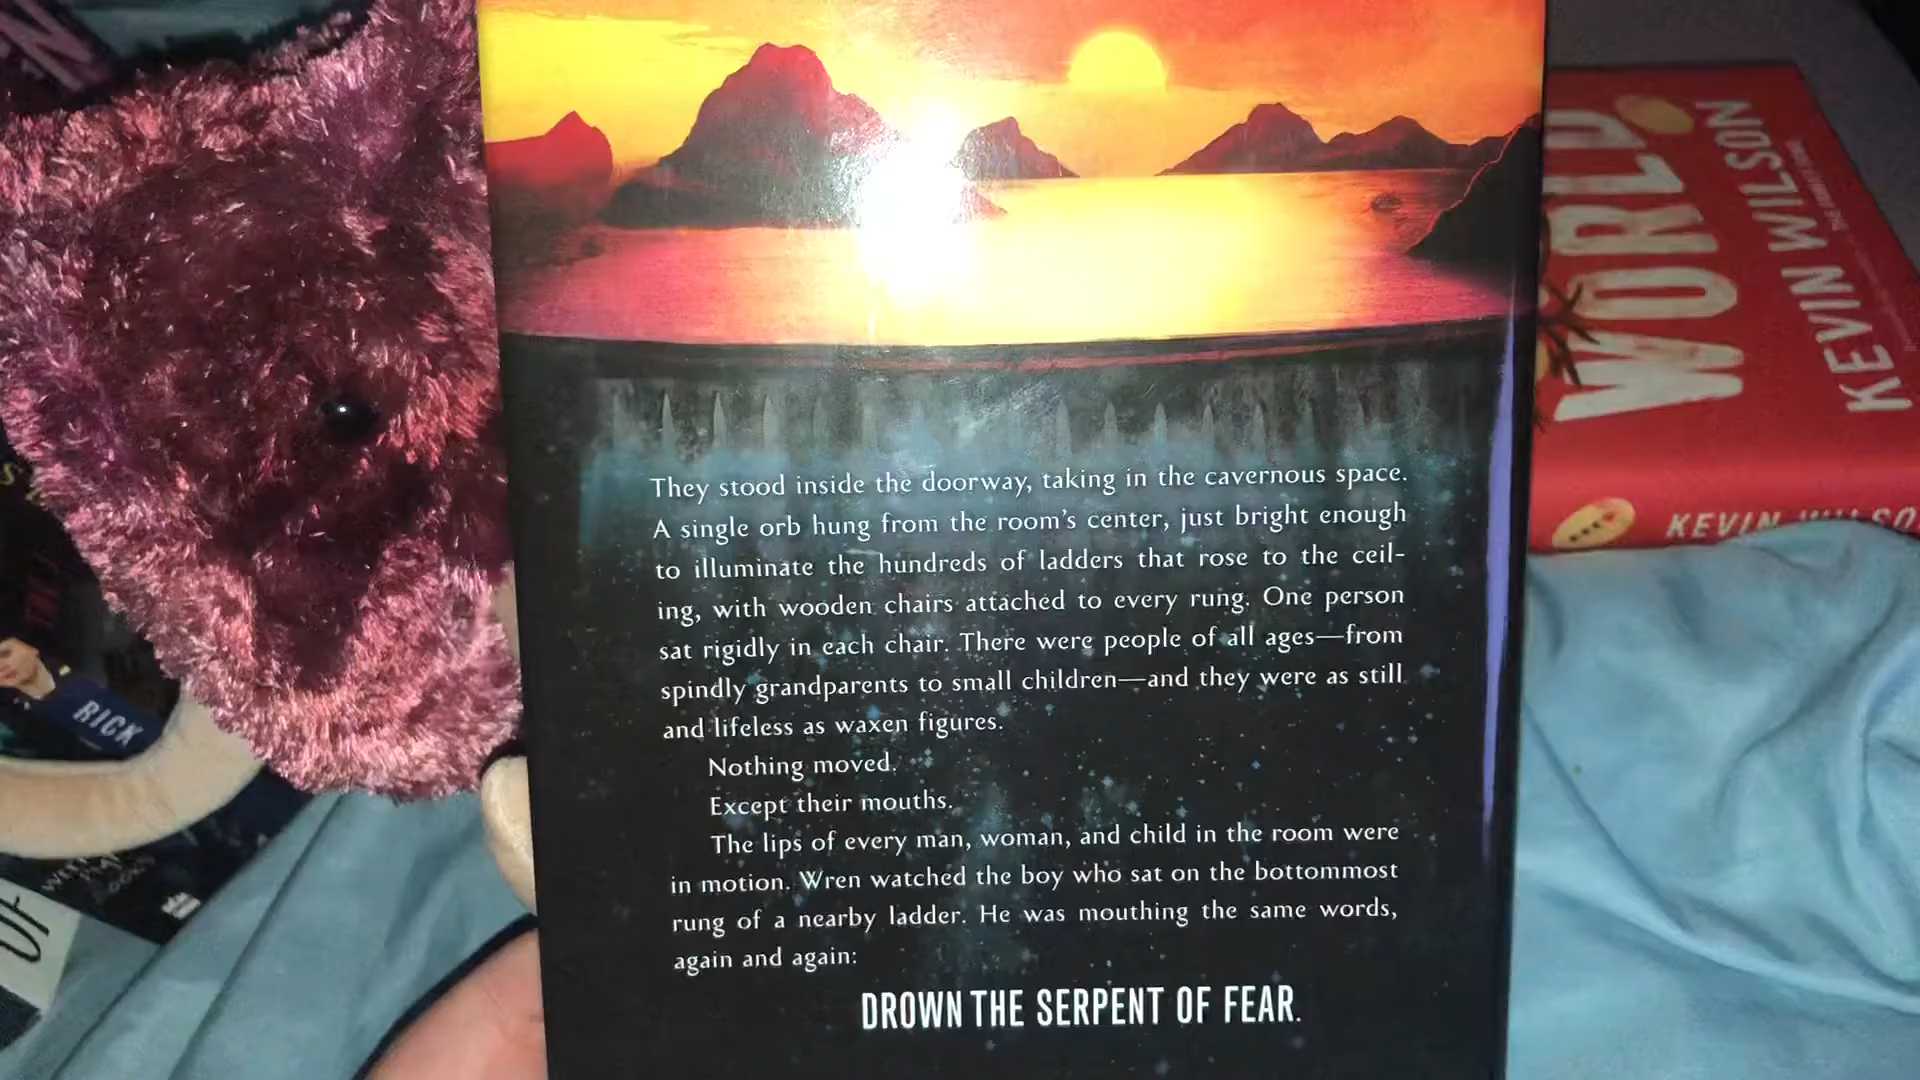 They stood inside the doorway, taking in the cavernous space.
A single orb hung from the room's center, just bright enough
to illuminate the hundreds of ladders that rose to the ceil-
ing, with wooden chairs attached to every rung. One person
sat rigidly in each chair. There were people of all ages—from
spindly grandparents to small children—and they were as still
and lifeless as waxen figures.
Nothing moved.
Except their mouths.
The lips of every man, woman, and child in the room were
in motion. Wren watched the boy who sat on the bottommost
rung of a nearby ladder. He was mouthing the same words,
again and again:
DROWN THE SERPENT OF FEAR.
WORLD
KEVIN WILSON
KEVIN WILSON
RICK